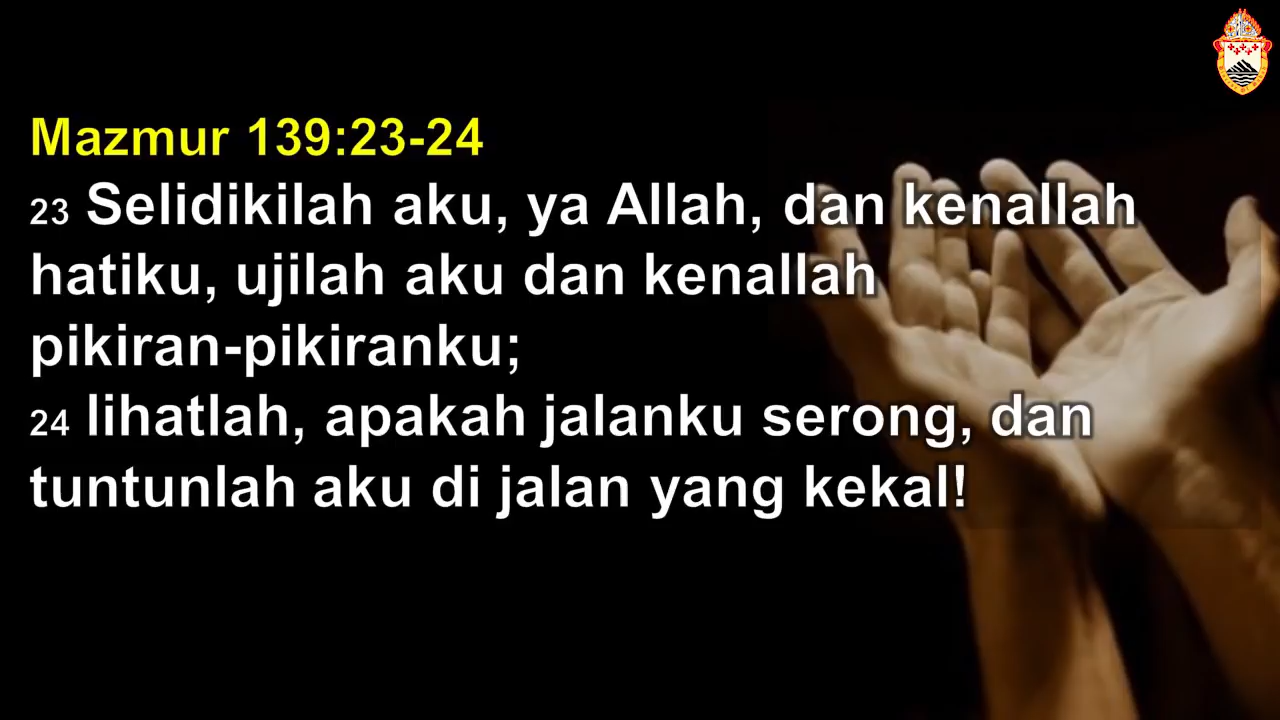 Mazmur 139:23-24
23 Selidikilah aku, ya Allah, dan kenallah
hatiku, ujilah aku dan kenallah
pikiran-pikiranku;
24 lihatlah, apakah jalanku serong, dan
tuntunlah aku di jalan yang kekal!